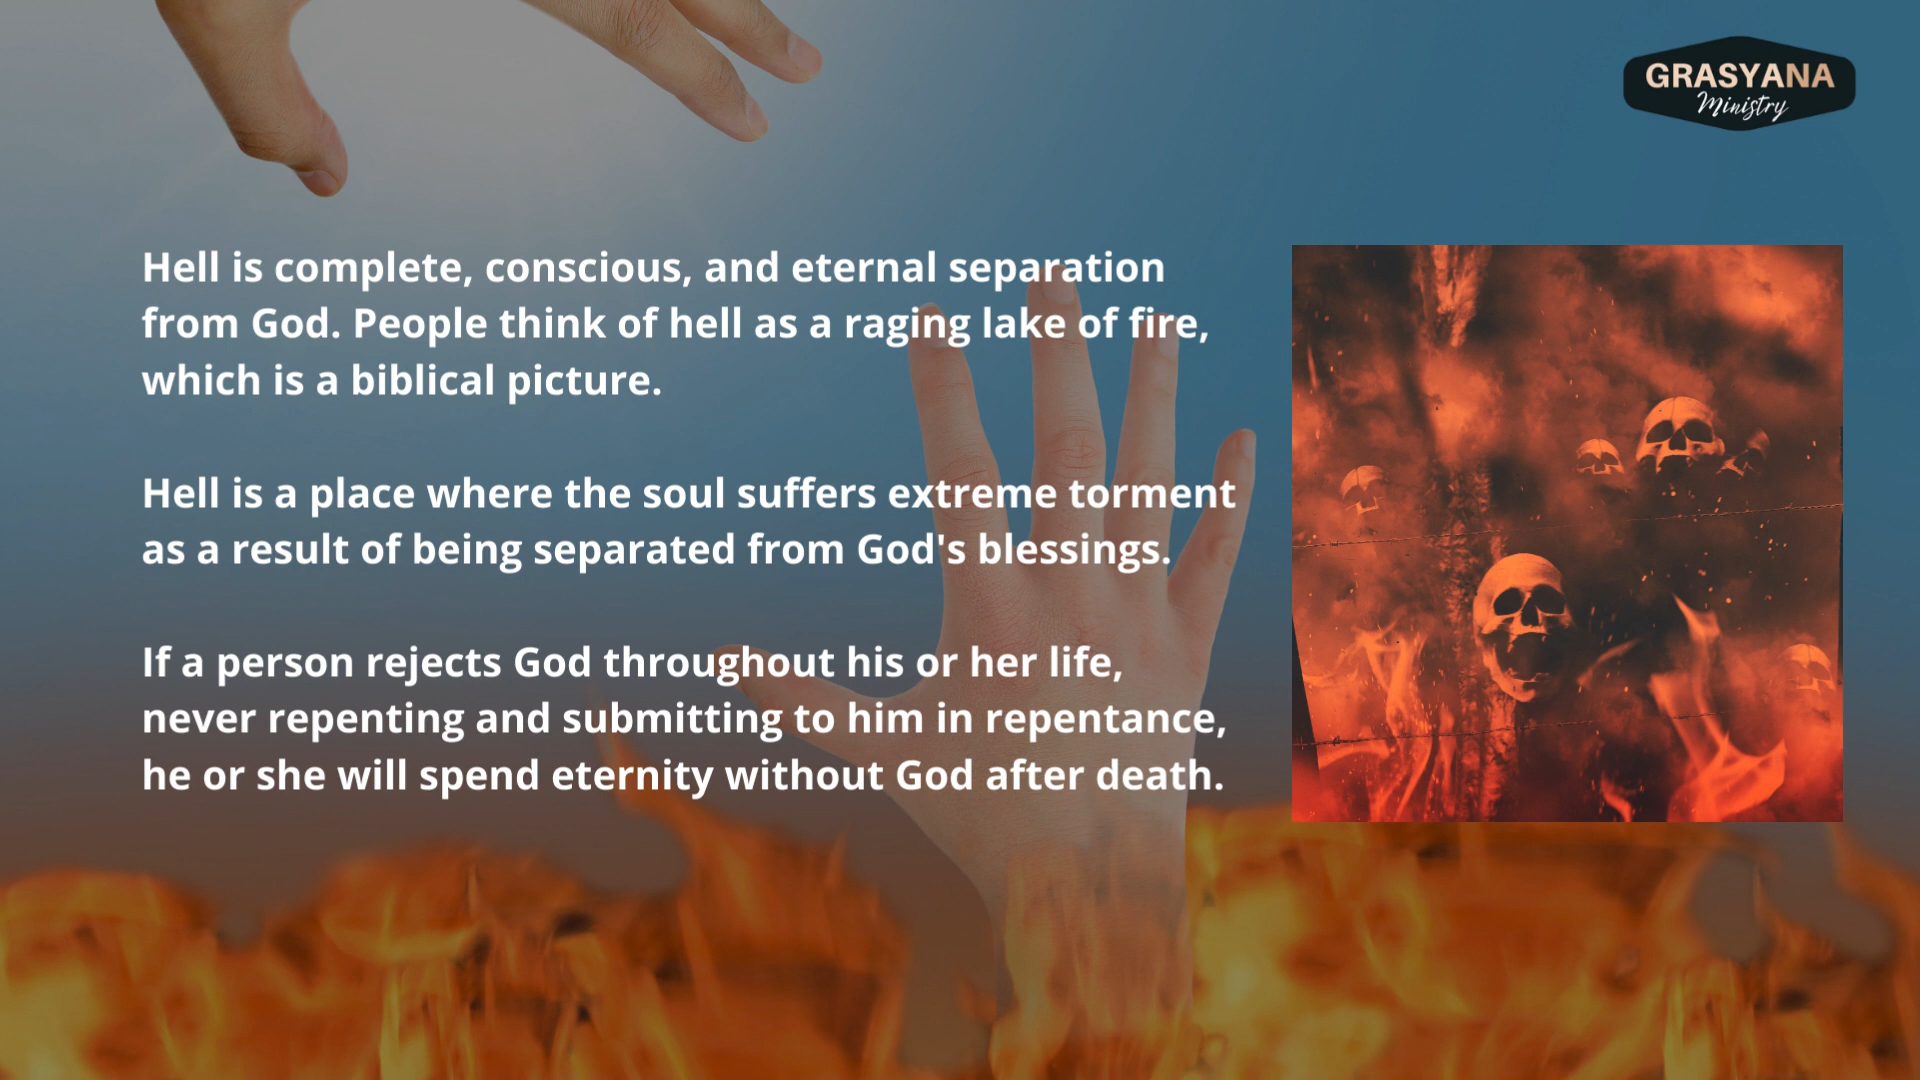 GRASYANA
Ministry
Hell is complete, conscious, and eternal separation
from God. People think of hell as a raging lake of fire,
which is a biblical picture.
Hell is a place where the soul suffers extreme torment
as a result of being separated from God's blessings.
If a person rejects God throughout his or her life,
never repenting and submitting to him in repentance,
he or she will spend eternity without God after death.